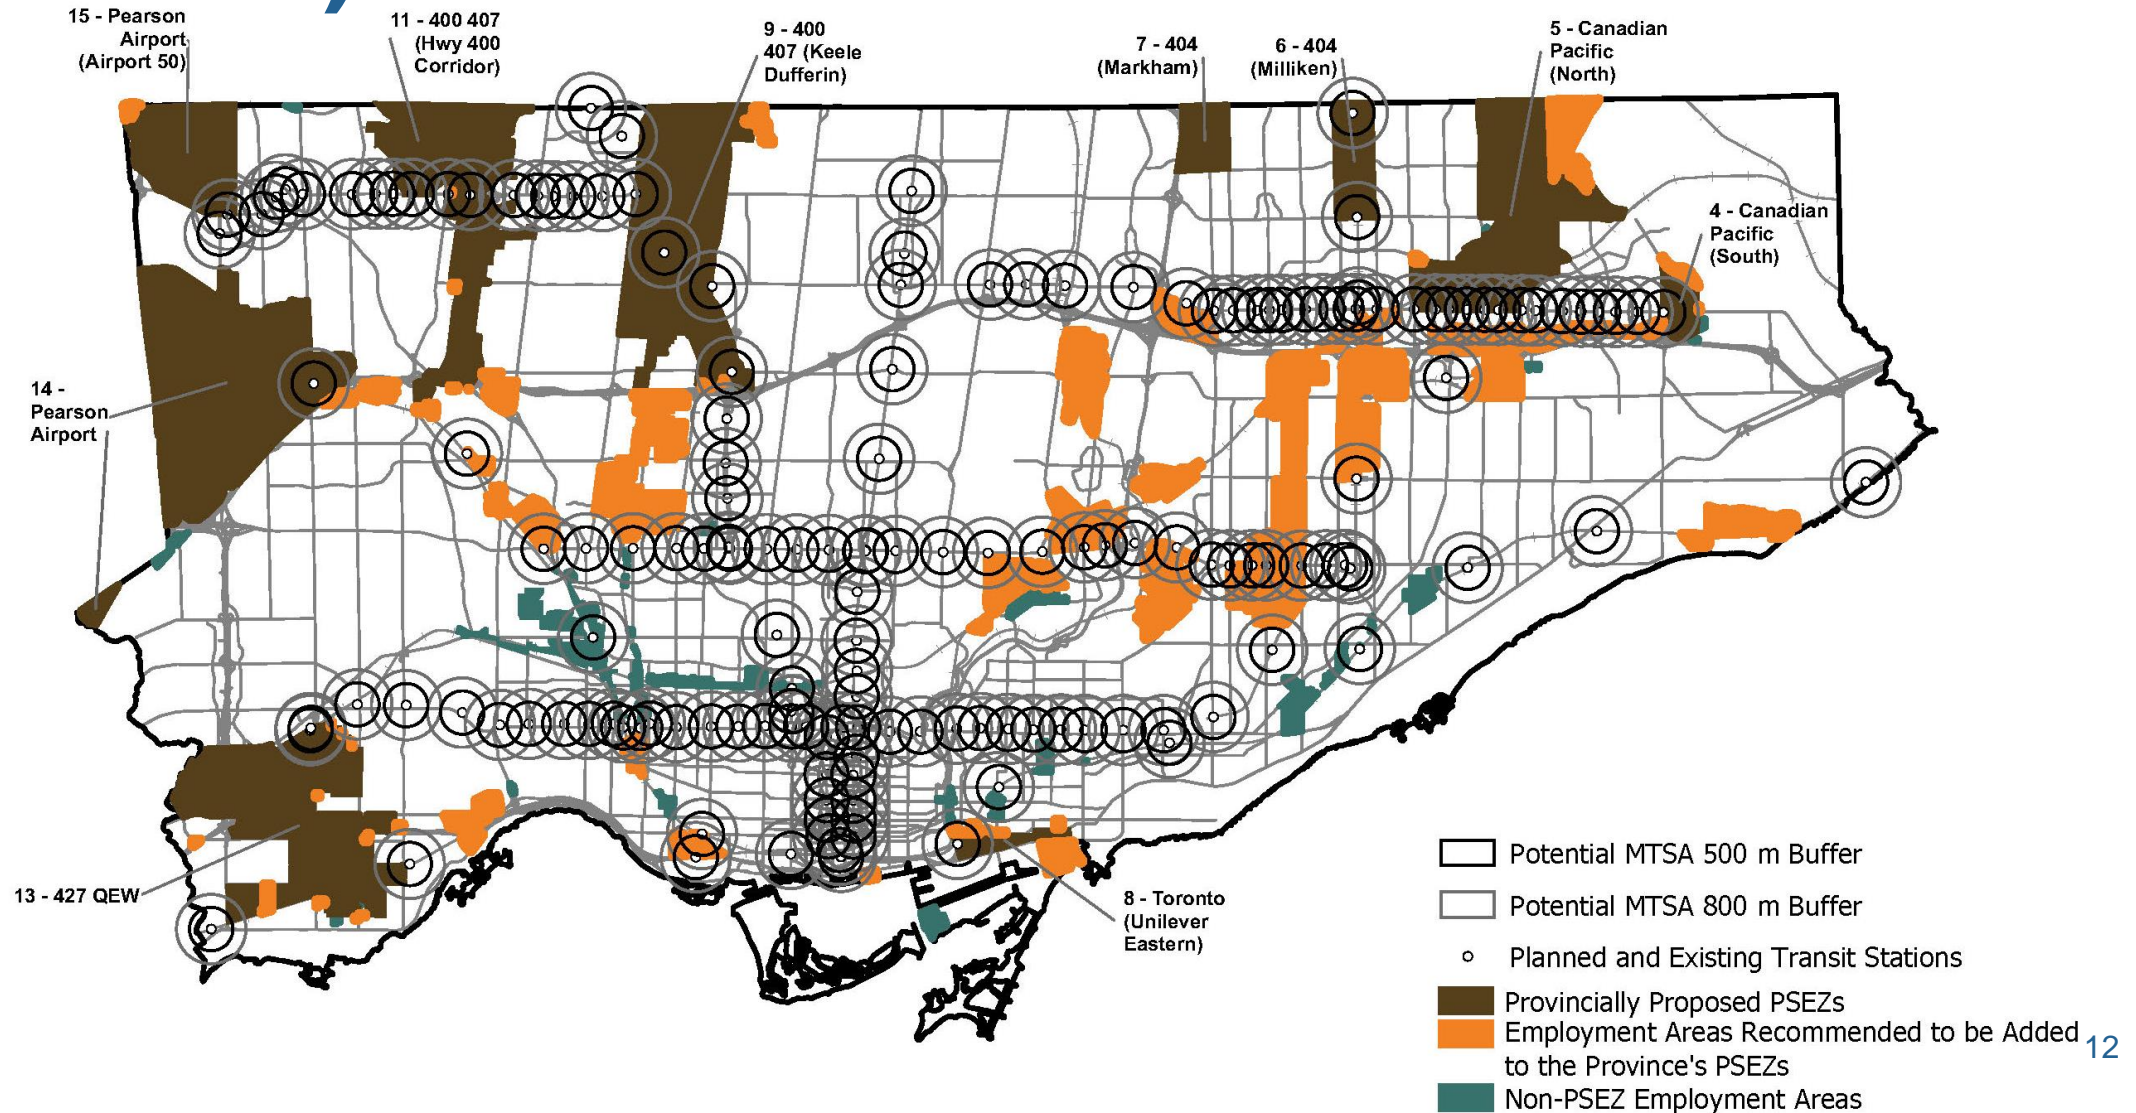 15 - Pearson
Airport
(Airport 50)
11 - 400 407
(Hwy 400
Corridor)
9 - 400
407 (Keele
Dufferin)
7 - 404
(Markham)
6 - 404
(Milliken)
5 - Canadian
Pacific
(North)
4 - Canadian
Pacific
(South)
14 -
Pearson
Airport
13 - 427 QEW
8 - Toronto
(Unilever
Eastern)
Potential MTSA 500 m Buffer
Potential MTSA 800 m Buffer
Planned and Existing Transit Stations
Provincially Proposed PSEZs
Employment Areas Recommended to be Added
to the Province's PSEZs
Non-PSEZ Employment Areas
12